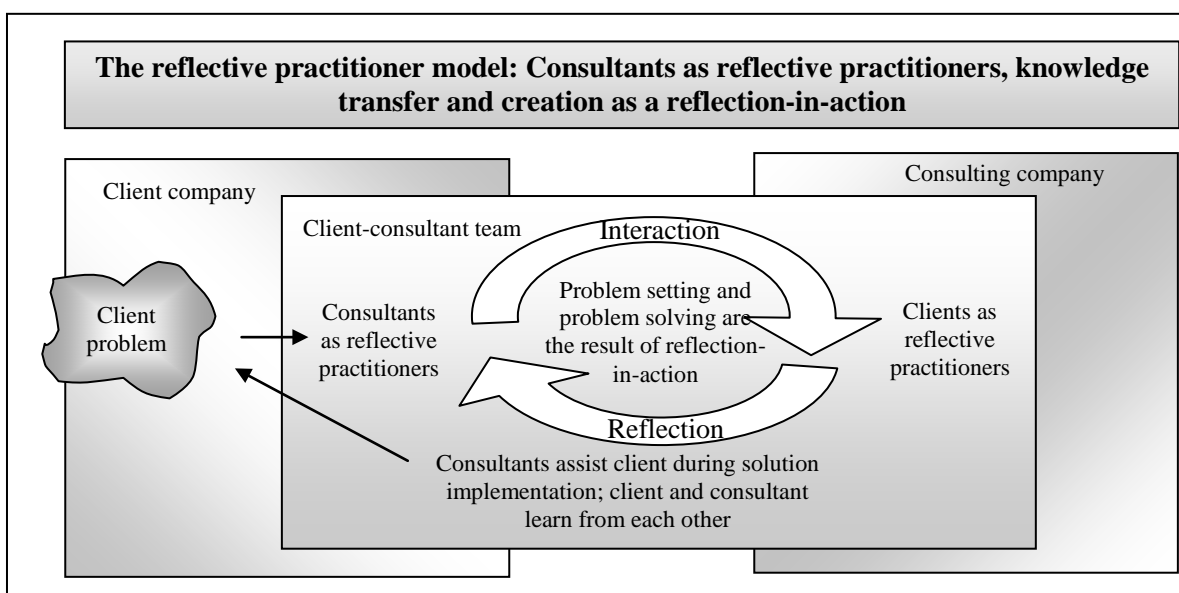 The reflective practitioner model: Consultants as reflective practitioners, knowledge
transfer and creation as a reflection-in-action
Client company
Consulting company
Client-consultant team
Interaction
Client
problem
Consultants
as reflective
practitioners
Problem setting and
problem solving are
the result of reflection-
in-action
Clients as
reflective
practitioners
Reflection
Consultants assist client during solution
implementation; client and consultant
learn from each other